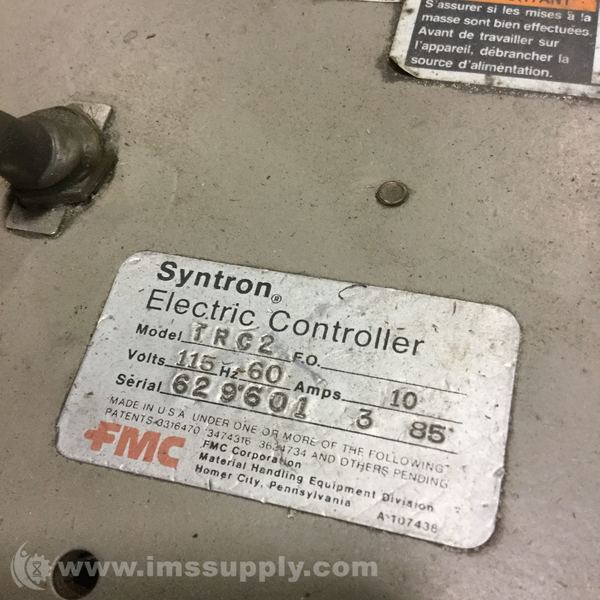 S'assurer si les mises à la
masse sont bien effectuées.
Avant de travailler sur
l'appareil, débrancher la
source d'alimentation.
Syntron®
Electric Controller
Model TRC2 F.O.
Volts 115 Hz 60 Amps 10
Serial 629601 3 85
MADE IN U.S.A. UNDER ONE OR MORE OF THE FOLLOWING
PATENTS-3316470 3474316 3634734 AND OTHERS PENDING
FMC
FMC Corporation
Material Handling Equipment Division
Homer City, Pennsylvania
A-107436
www.imssupply.com